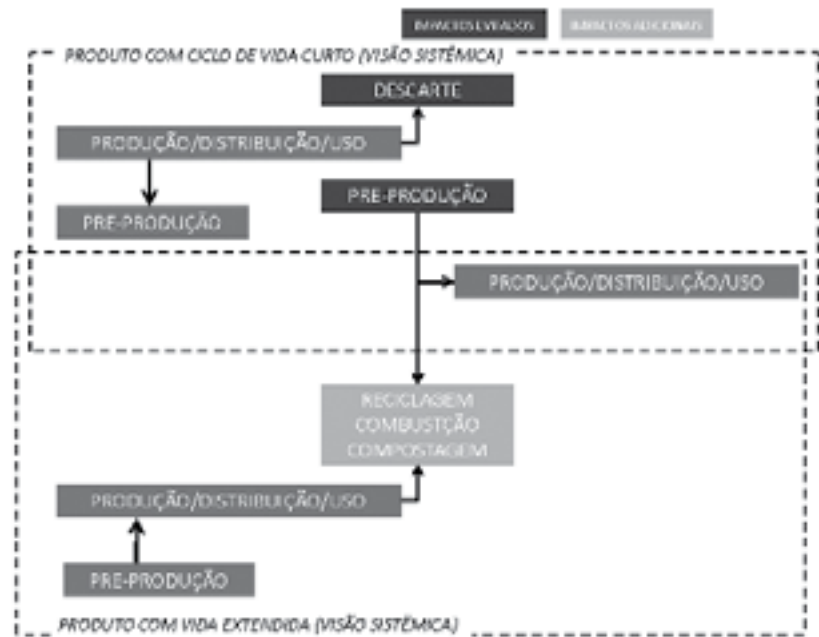 IMPACTOS EVITADOS
IMPACTOS ADICIONAIS
PRODUTO COM CICLO DE VIDA CURTO (VISÃO SISTÊMICA)
DESCARTE
PRODUÇÃO/DISTRIBUIÇÃO/USO
PRE-PRODUÇÃO
PRE-PRODUÇÃO
PRODUÇÃO/DISTRIBUIÇÃO/USO
RECICLAGEM
COMBUSTÇÃO
COMPOSTAGEM
PRODUÇÃO/DISTRIBUIÇÃO/USO
PRE-PRODUÇÃO
PRODUTO COM VIDA EXTENDIDA (VISÃO SISTÊMICA)